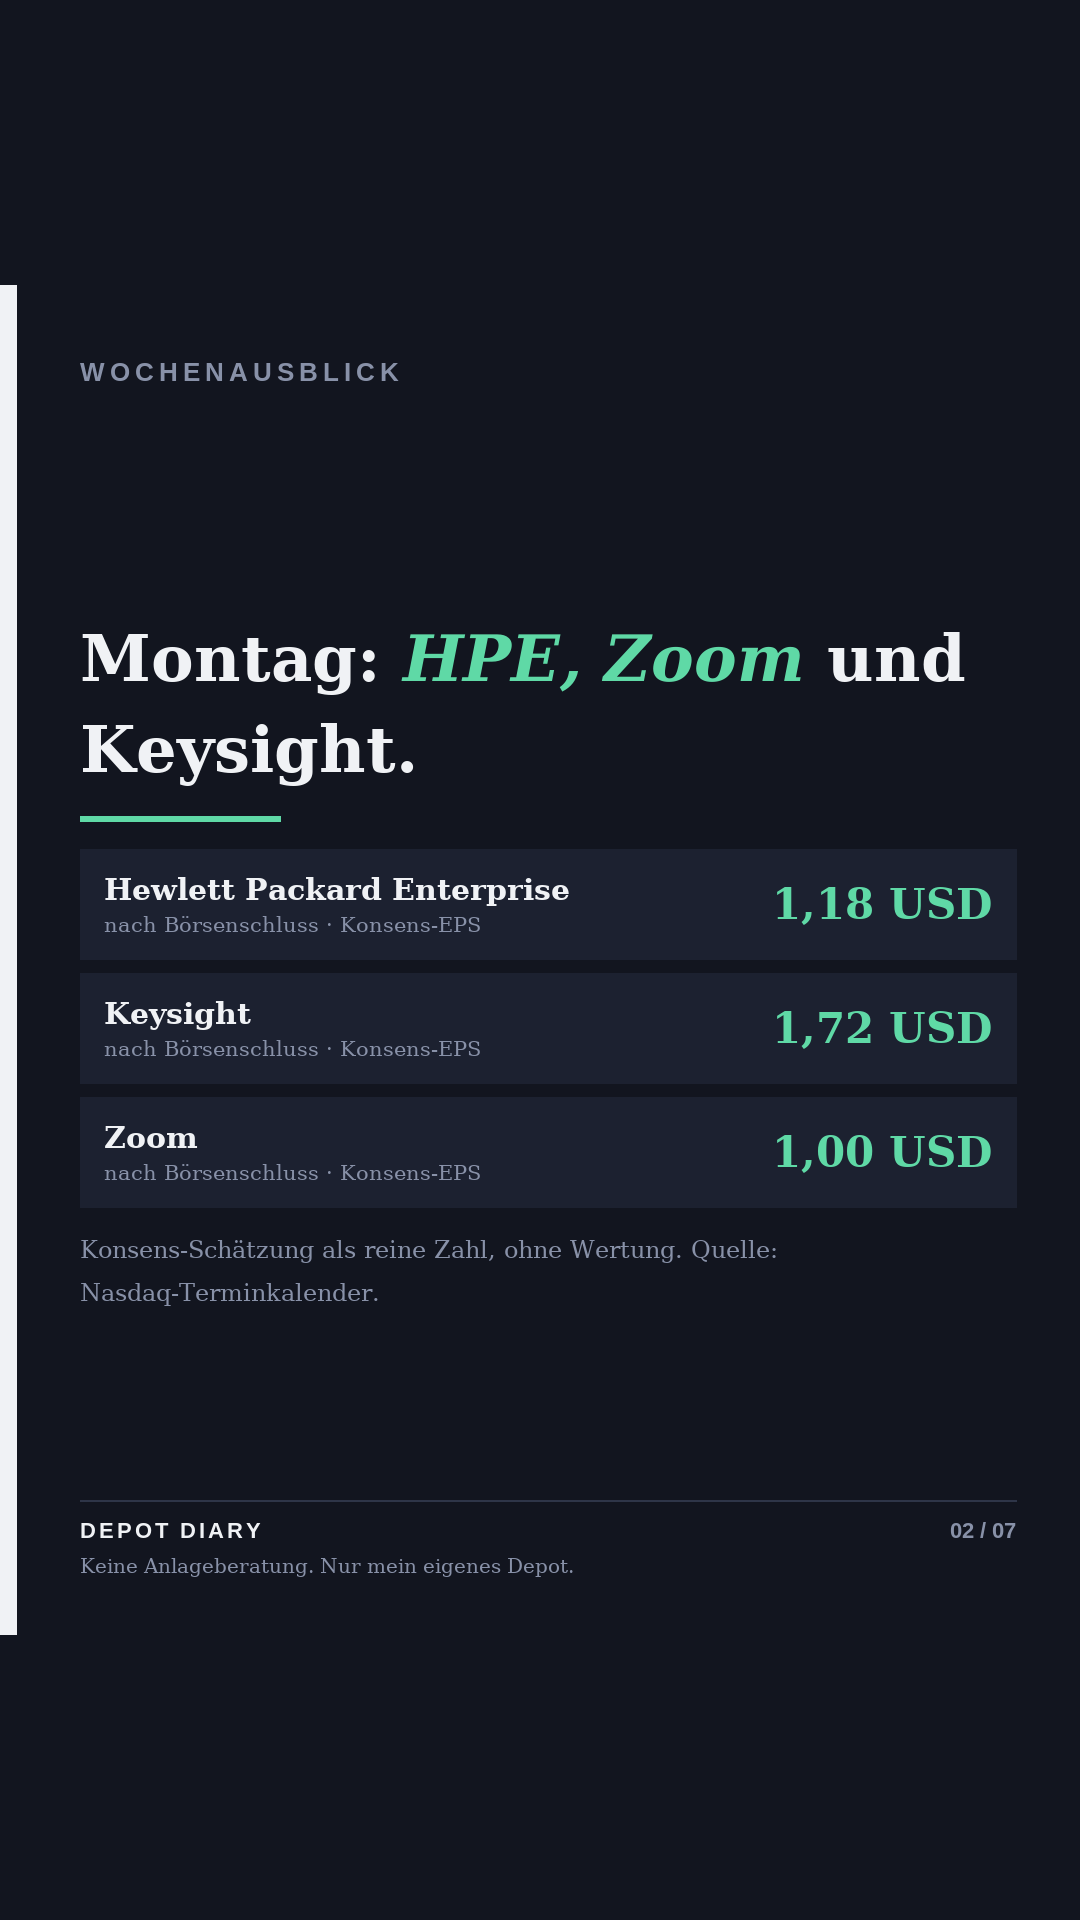 WOCHENAUSBLICK
Montag: HPE, Zoom und
Keysight.
Hewlett Packard Enterprise
nach Börsenschluss · Konsens-EPS
1,18 USD
Keysight
nach Börsenschluss · Konsens-EPS
1,72 USD
Zoom
nach Börsenschluss · Konsens-EPS
1,00 USD
Konsens-Schätzung als reine Zahl, ohne Wertung. Quelle:
Nasdaq-Terminkalender.
DEPOT DIARY
02 / 07
Keine Anlageberatung. Nur mein eigenes Depot.